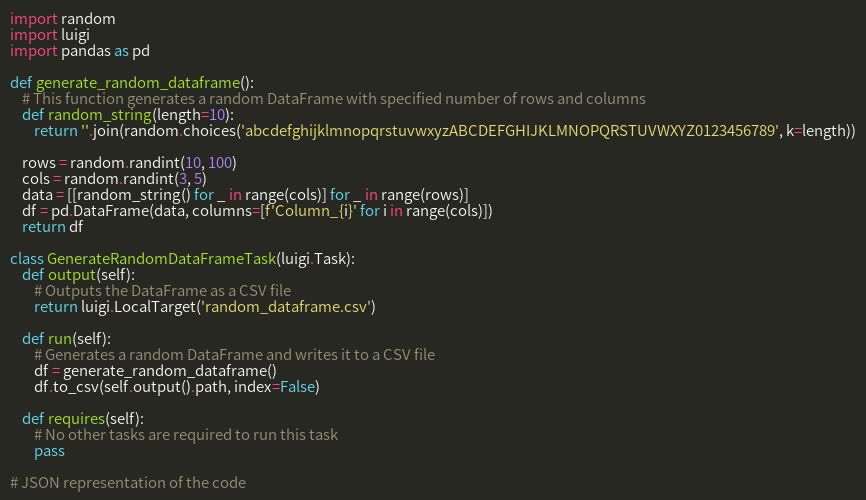 import random
import luigi
import pandas as pd

def generate_random_dataframe():
    # This function generates a random DataFrame with specified number of rows and columns
    def random_string(length=10):
        return ''.join(random.choices('abcdefghijklmnopqrstuvwxyzABCDEFGHIJKLMNOPQRSTUVWXYZ0123456789', k=length))

    rows = random.randint(10, 100)
    cols = random.randint(3, 5)
    data = [[random_string() for _ in range(cols)] for _ in range(rows)]
    df = pd.DataFrame(data, columns=[f'Column_{i}' for i in range(cols)])
    return df

class GenerateRandomDataFrameTask(luigi.Task):
    def output(self):
        # Outputs the DataFrame as a CSV file
        return luigi.LocalTarget('random_dataframe.csv')

    def run(self):
        # Generates a random DataFrame and writes it to a CSV file
        df = generate_random_dataframe()
        df.to_csv(self.output().path, index=False)

    def requires(self):
        # No other tasks are required to run this task
        pass

# JSON representation of the code